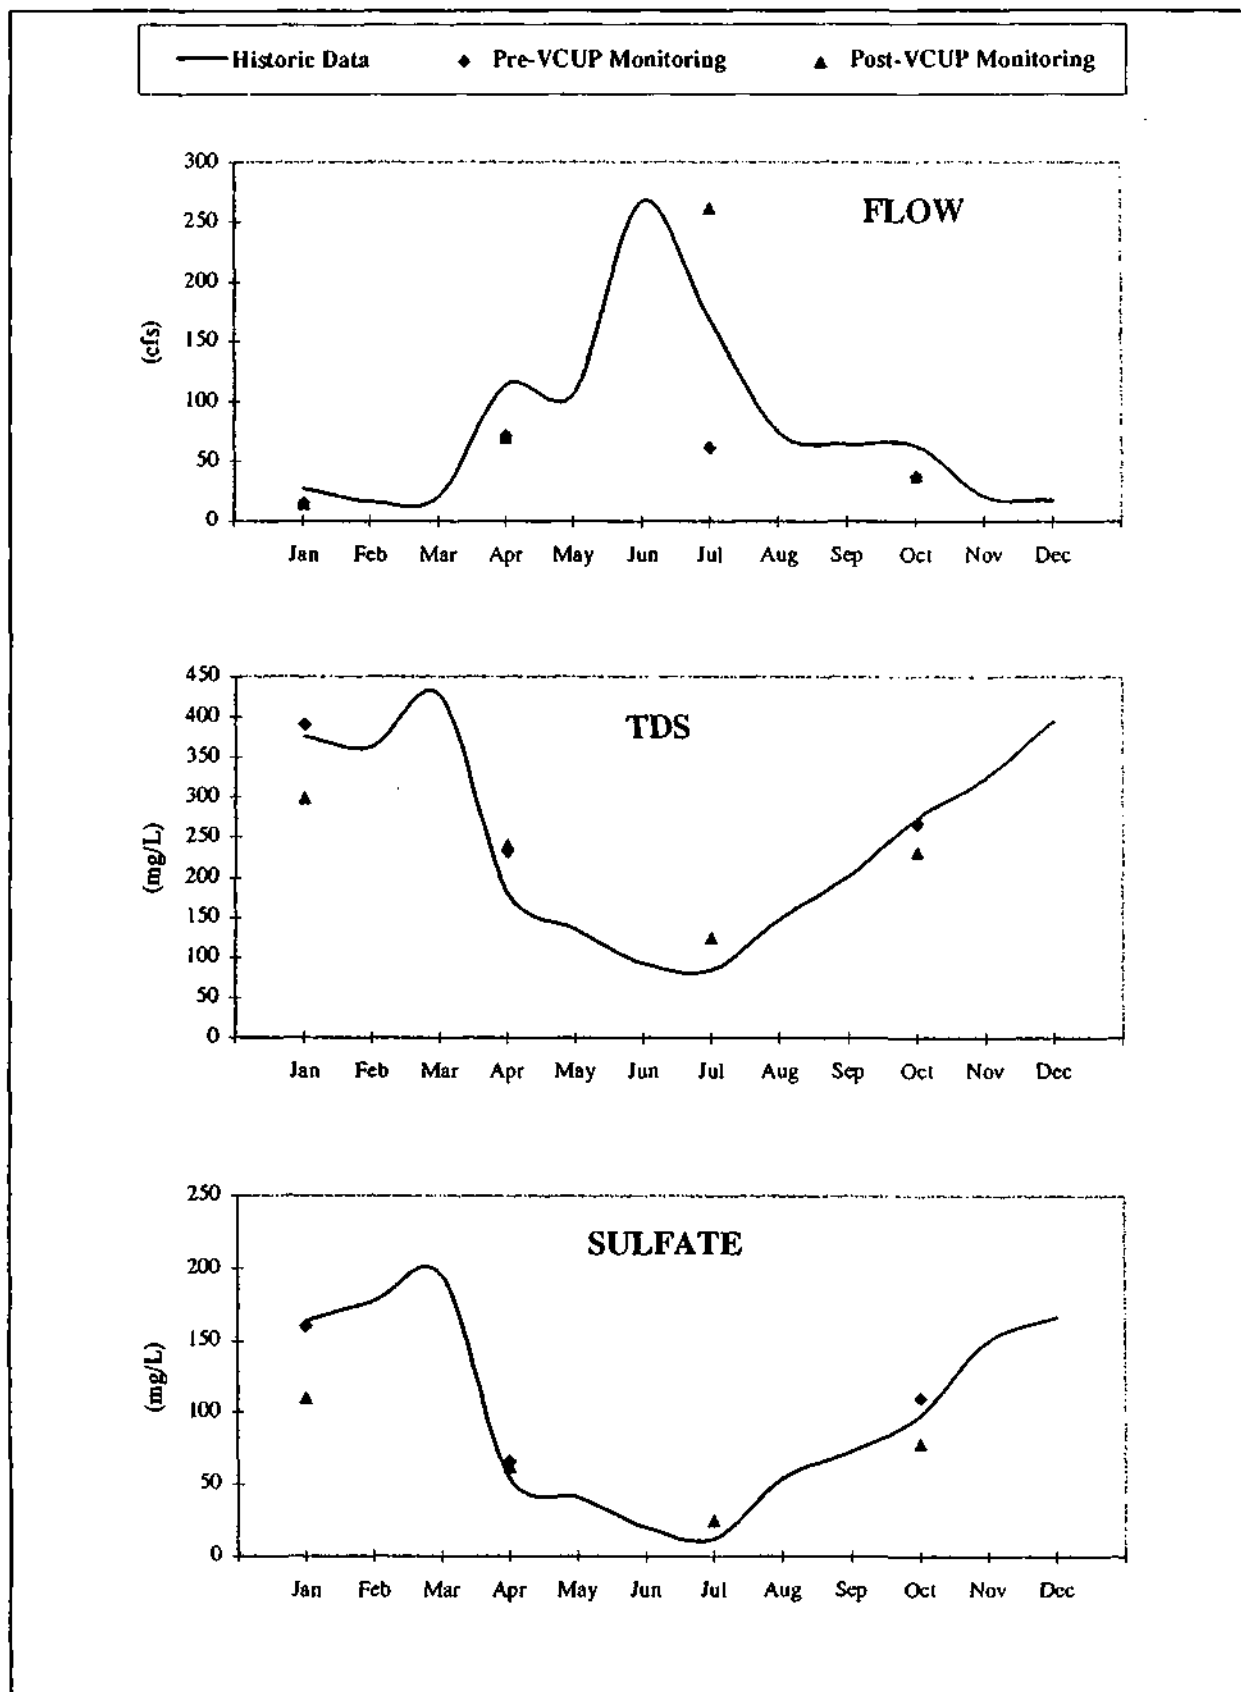 Historic Data Pre-VCUP Monitoring Post-VCUP Monitoring
FLOW
(cfs)
300
250
200
150
100
50
0
Jan Feb Mar Apr May Jun Jul Aug Sep Oct Nov Dec
TDS
(mg/L)
450
400
350
300
250
200
150
100
50
0
Jan Feb Mar Apr May Jun Jul Aug Sep Oct Nov Dec
SULFATE
(mg/L)
250
200
150
100
50
0
Jan Feb Mar Apr May Jun Jul Aug Sep Oct Nov Dec